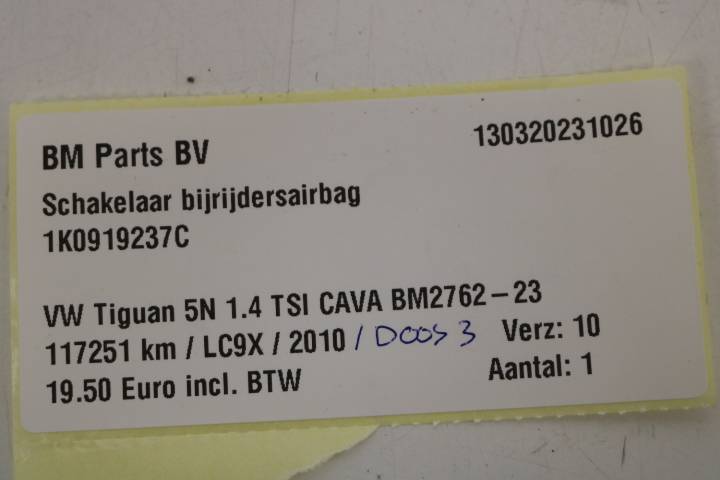 BM Parts BV 130320231026
Schakelaar bijrijdersairbag
1K0919237C
VW Tiguan 5N 1.4 TSI CAVA BM2762-23
117251 km / LC9X / 2010 / Doos 3 Verz: 10
19.50 Euro incl. BTW Aantal: 1